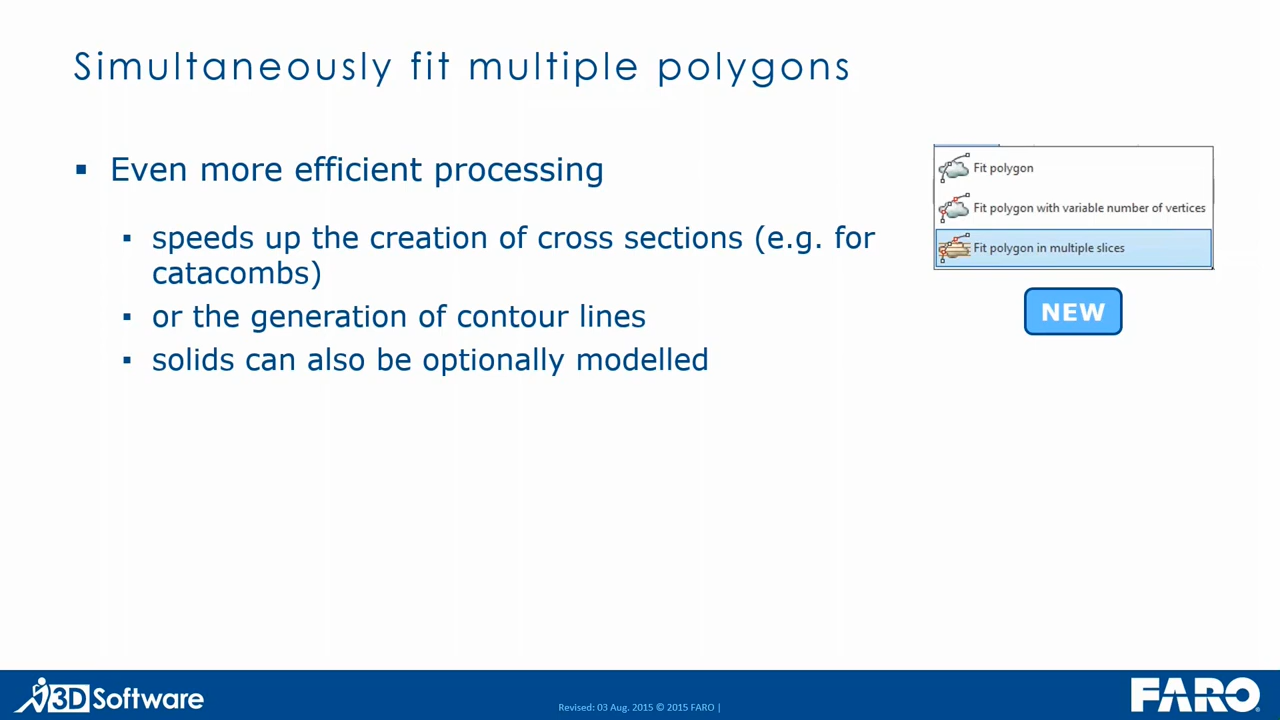 Simultaneously fit multiple polygons
▪ Even more efficient processing
▪ speeds up the creation of cross sections (e.g. for
catacombs)
▪ or the generation of contour lines
▪ solids can also be optionally modelled
Fit polygon
Fit polygon with variable number of vertices
Fit polygon in multiple slices
NEW
3DSoftware
Revised: 03 Aug. 2015 © 2015 FARO |
FARO